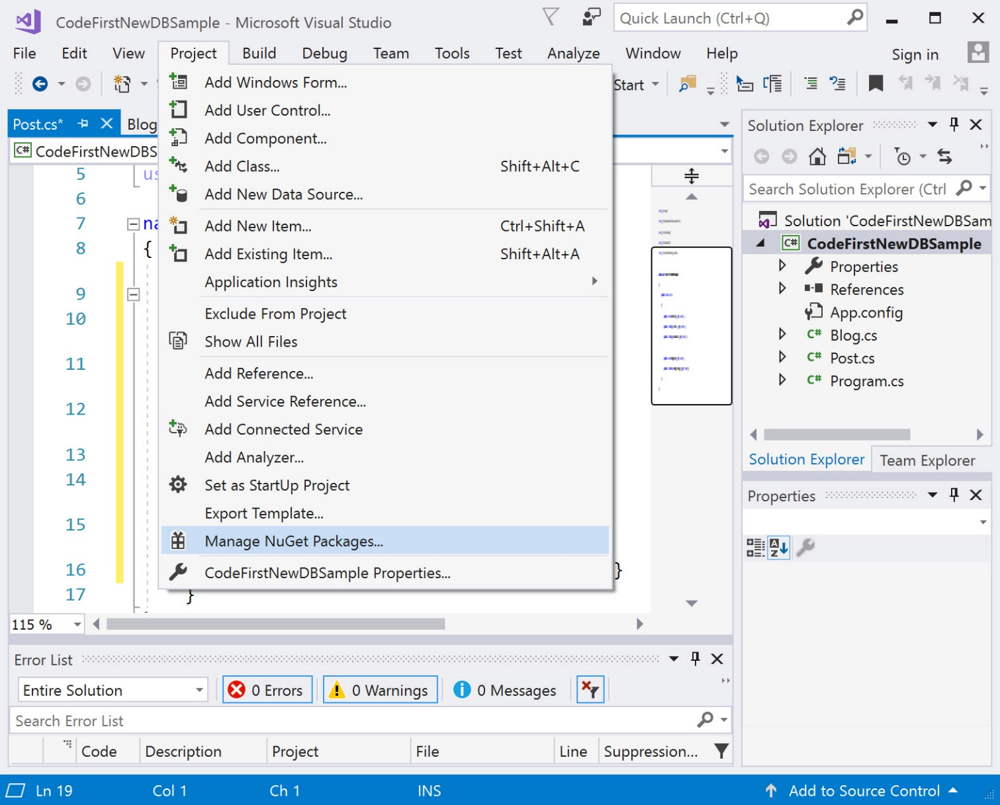 CodeFirstNewDBSample - Microsoft Visual Studio
Quick Launch (Ctrl+Q)
File Edit View Project Build Debug Team Tools Test Analyze Window Help
Sign in
Start
Add Windows Form...
Add User Control...
Add Component...
Add Class... Shift+Alt+C
Add New Data Source...
Add New Item... Ctrl+Shift+A
Add Existing Item... Shift+Alt+A
Application Insights
Exclude From Project
Show All Files
Add Reference...
Add Service Reference...
Add Connected Service
Add Analyzer...
Set as StartUp Project
Export Template...
Manage NuGet Packages...
CodeFirstNewDBSample Properties...
Post.cs* Blog
C# CodeFirstNewDBS
5 us
6
7 na
8 {
9
10
11
12
13
14
15
16 }
17 }
115 %
Solution Explorer
Search Solution Explorer (Ctrl
Solution 'CodeFirstNewDBSam
C# CodeFirstNewDBSample
Properties
References
App.config
C# Blog.cs
C# Post.cs
C# Program.cs
Solution Explorer Team Explorer
Properties
Error List
Entire Solution 0 Errors 0 Warnings 0 Messages
Search Error List
Code Description Project File Line Suppression...
Ln 19 Col 1 Ch 1 INS Add to Source Control